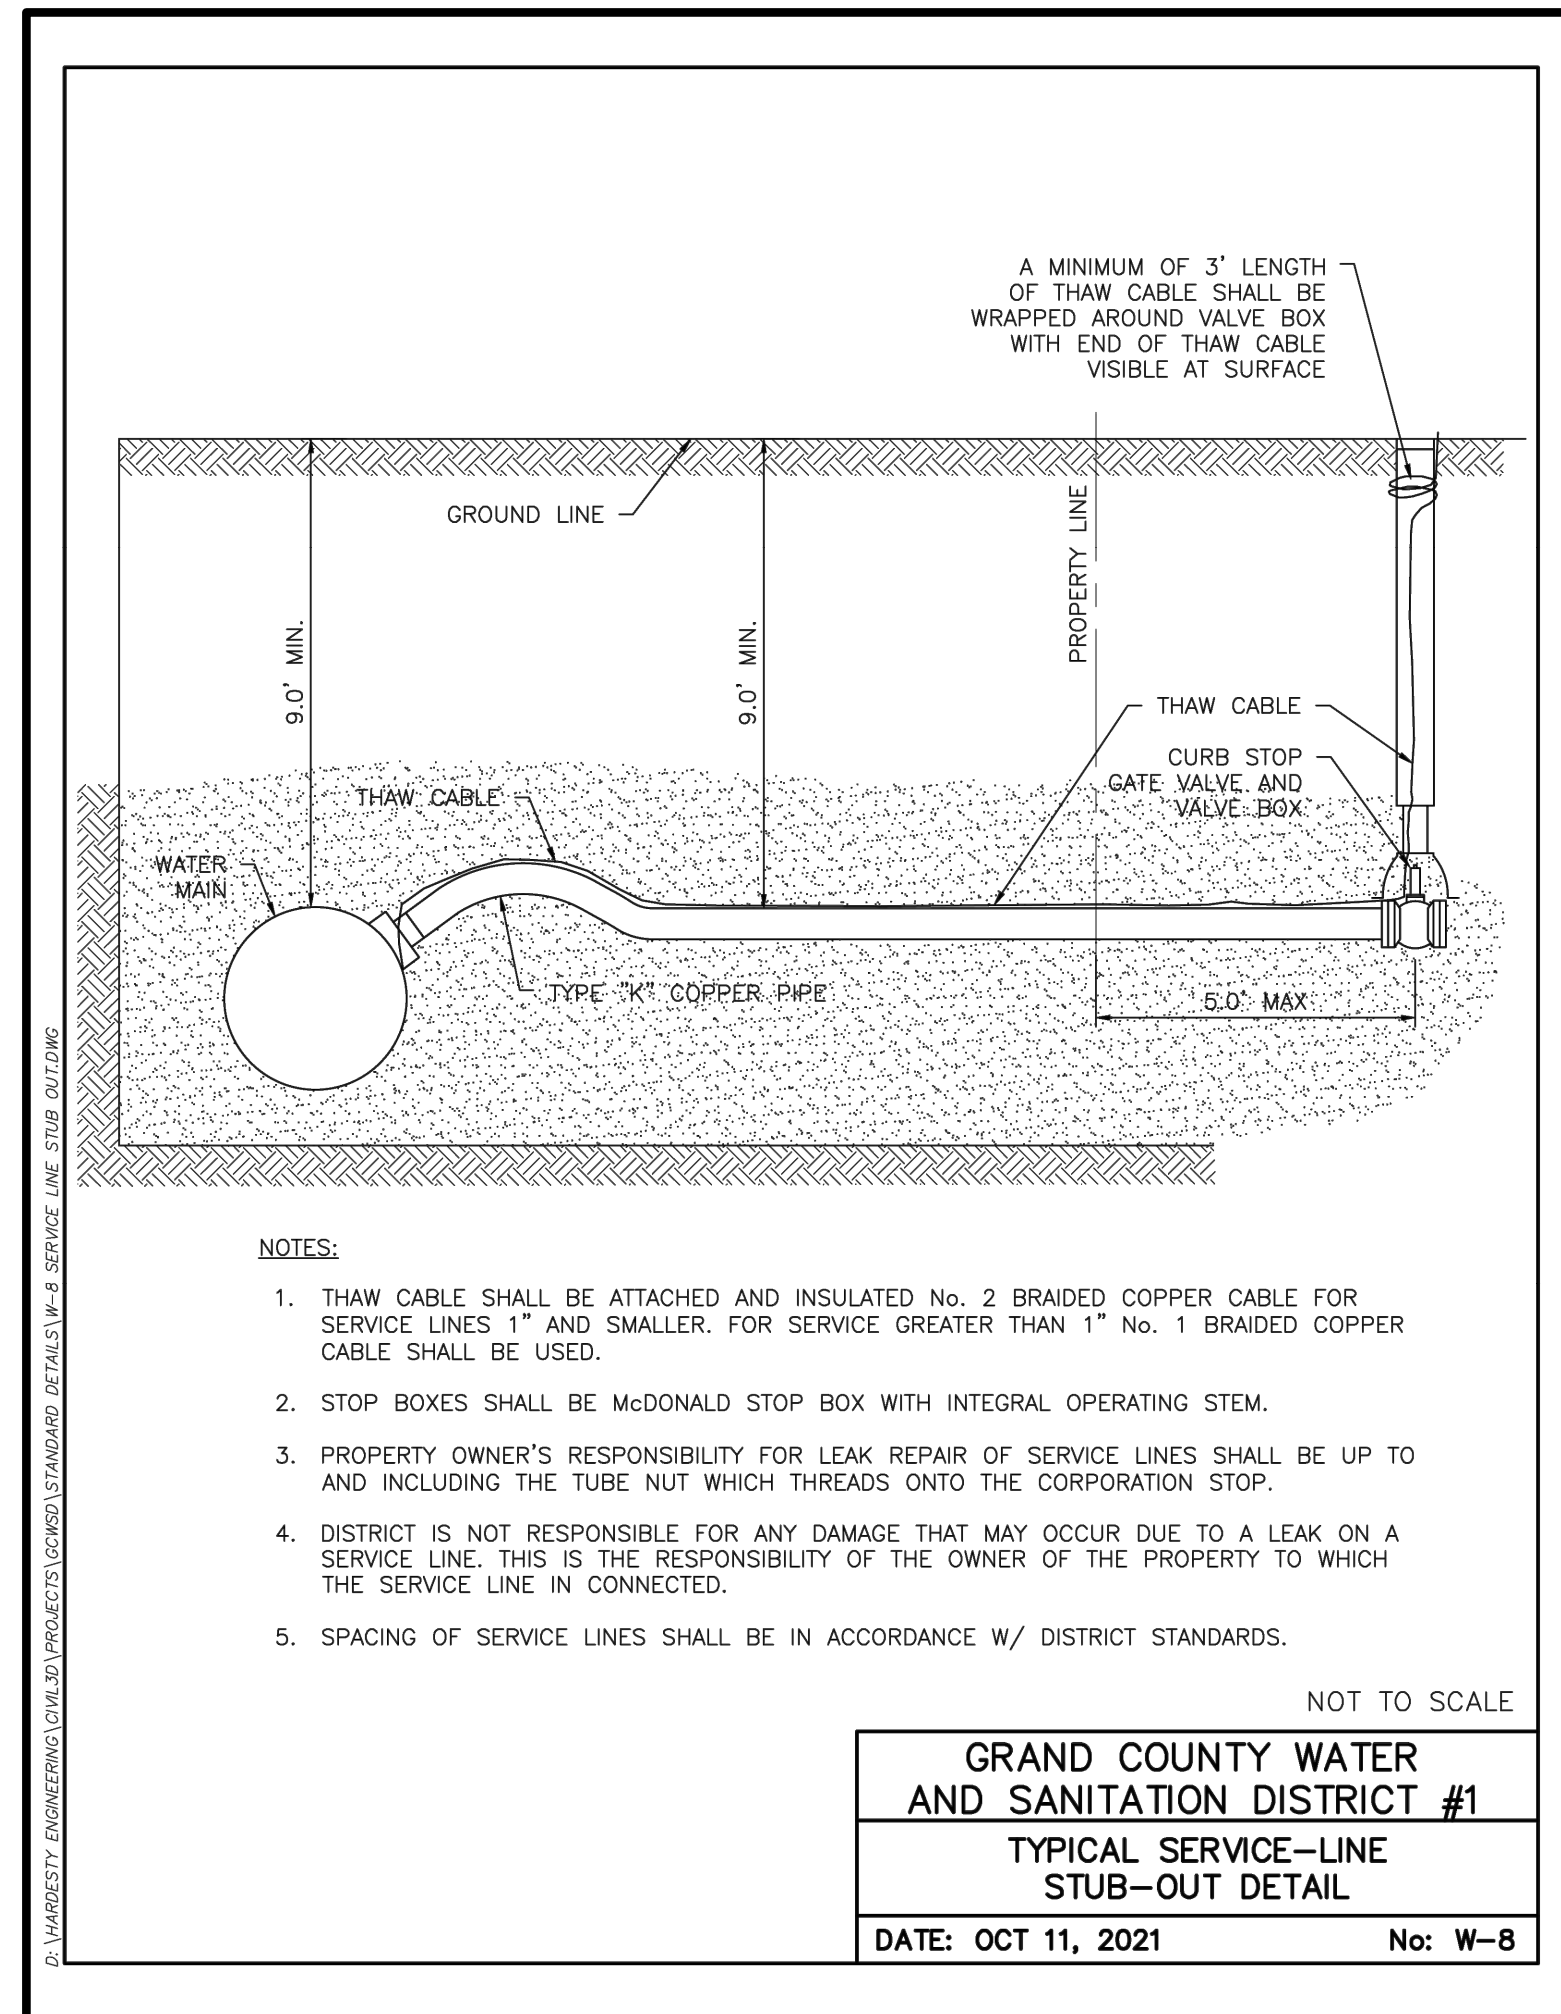 A MINIMUM OF 3' LENGTH
OF THAW CABLE SHALL BE
WRAPPED AROUND VALVE BOX
WITH END OF THAW CABLE
VISIBLE AT SURFACE
GROUND LINE
PROPERTY LINE
9.0' MIN.
9.0' MIN.
THAW CABLE
CURB STOP
GATE VALVE AND
VALVE BOX
THAW CABLE
WATER
MAIN
TYPE "K" COPPER PIPE
5.0' MAX
NOTES:
1. THAW CABLE SHALL BE ATTACHED AND INSULATED No. 2 BRAIDED COPPER CABLE FOR
SERVICE LINES 1" AND SMALLER. FOR SERVICE GREATER THAN 1" No. 1 BRAIDED COPPER
CABLE SHALL BE USED.
2. STOP BOXES SHALL BE McDONALD STOP BOX WITH INTEGRAL OPERATING STEM.
3. PROPERTY OWNER'S RESPONSIBILITY FOR LEAK REPAIR OF SERVICE LINES SHALL BE UP TO
AND INCLUDING THE TUBE NUT WHICH THREADS ONTO THE CORPORATION STOP.
4. DISTRICT IS NOT RESPONSIBLE FOR ANY DAMAGE THAT MAY OCCUR DUE TO A LEAK ON A
SERVICE LINE. THIS IS THE RESPONSIBILITY OF THE OWNER OF THE PROPERTY TO WHICH
THE SERVICE LINE IN CONNECTED.
5. SPACING OF SERVICE LINES SHALL BE IN ACCORDANCE W/ DISTRICT STANDARDS.
NOT TO SCALE
GRAND COUNTY WATER
AND SANITATION DISTRICT #1
TYPICAL SERVICE-LINE
STUB-OUT DETAIL
DATE: OCT 11, 2021 No: W-8
D:\HARDESTY ENGINEERING\CIVIL3D\PROJECTS\GCWSD\STANDARD DETAILS\W-8 SERVICE LINE STUB OUT.DWG